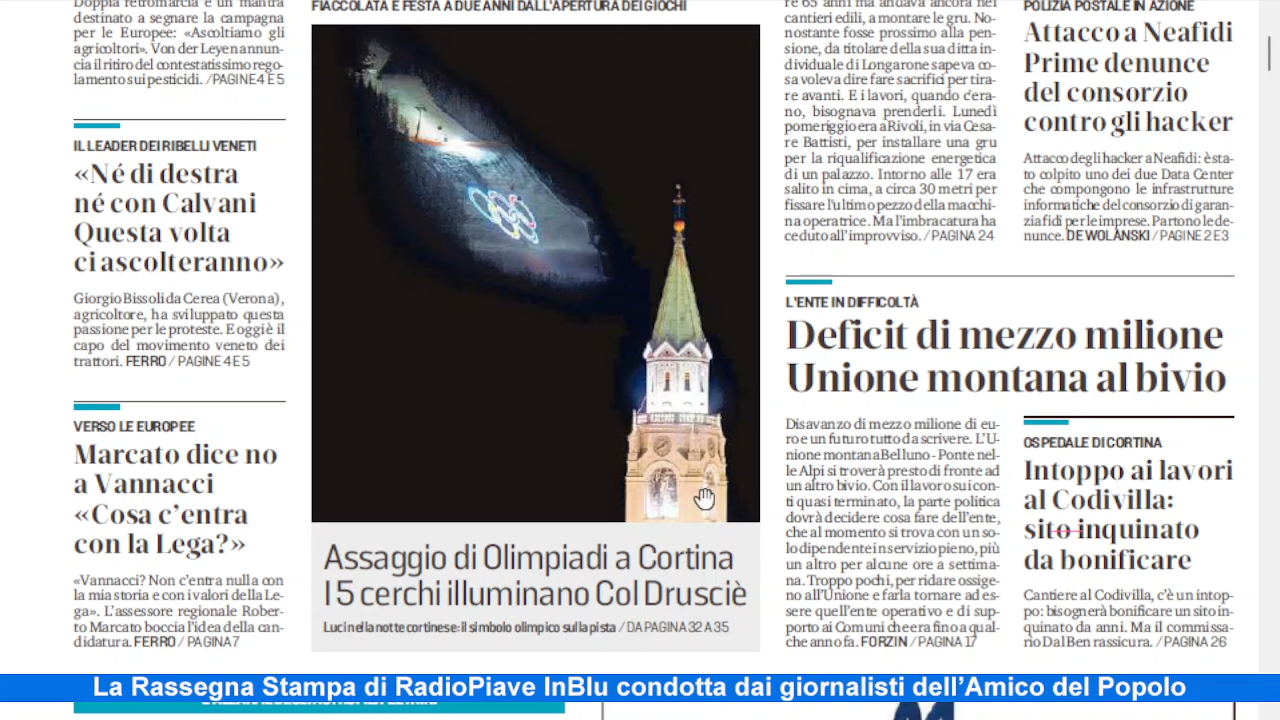 Doppia retromarcia e un mantra
destinato a segnare la campagna
per le Europee: «Ascoltiamo gli
agricoltori». Von der Leyen annun-
cia il ritiro del contestatissimo rego-
lamento sui pesticidi. / PAGINE 4 E 5
IL LEADER DEI RIBELLI VENETI
«Né di destra
né con Calvani
Questa volta
ci ascolteranno»
Giorgio Bissoli da Cerea (Verona),
agricoltore, ha sviluppato questa
passione per le proteste. E oggi è il
capo del movimento veneto dei
trattori. FERRO / PAGINE 4 E 5
VERSO LE EUROPEE
Marcato dice no
a Vannacci
«Cosa c’entra
con la Lega?»
«Vannacci? Non c’entra nulla con
la mia storia e con i valori della Le-
ga». L’assessore regionale Rober-
to Marcato boccia l’idea della can-
didatura. FERRO / PAGINA 7
FIACCOLATA E FESTA A DUE ANNI DALL'APERTURA DEI GIOCHI
Assaggio di Olimpiadi a Cortina
I 5 cerchi illuminano Col Drusciè
Luci nella notte cortinese: il simbolo olimpico sulla pista / DA PAGINA 32 A 35
re 65 anni ma andava ancora nei
cantieri edili, a montare le gru. No-
nostante fosse prossimo alla pen-
sione, da titolare della sua ditta in-
dividuale di Longarone sapeva co-
sa voleva dire fare sacrifici per tira-
re avanti. E i lavori, quando c'era-
no, bisognava prenderli. Lunedì
pomeriggio era a Rivoli, in via Cesa-
re Battisti, per installare una gru
per la riqualificazione energetica
di un palazzo. Intorno alle 17 era
salito in cima, a circa 30 metri per
fissare l'ultimo pezzo della macchi-
na operatrice. Ma l'imbracatura ha
ceduto all'improvviso. / PAGINA 24
POLIZIA POSTALE IN AZIONE
Attacco a Neafidi
Prime denunce
del consorzio
contro gli hacker
Attacco degli hacker a Neafidi: è sta-
to colpito uno dei due Data Center
che compongono le infrastrutture
informatiche del consorzio di garan-
zia fidi per le imprese. Partono le de-
nunce. DE WOLANSKI / PAGINE 2 E 3
L'ENTE IN DIFFICOLTÀ
Deficit di mezzo milione
Unione montana al bivio
Disavanzo di mezzo milione di eu-
ro e un futuro tutto da scrivere. L'U-
nione montana Belluno - Ponte nel-
le Alpi si troverà presto di fronte ad
un altro bivio. Con il lavoro sui con-
ti quasi terminato, la parte politica
dovrà decidere cosa fare dell'ente,
che al momento si trova con un so-
lo dipendente in servizio pieno, più
un altro per alcune ore a settima-
na. Troppo pochi, per ridare ossige-
no all'Unione e farla tornare ad es-
sere quell'ente operativo e di sup-
porto ai Comuni che era fino a qual-
che anno fa. FORZIN / PAGINA 17
OSPEDALE DI CORTINA
Intoppo ai lavori
al Codivilla:
sito inquinato
da bonificare
Cantiere al Codivilla, c'è un intop-
po: bisognerà bonificare un sito in-
quinato da anni. Ma il commissa-
rio Dal Ben rassicura. / PAGINA 26
La Rassegna Stampa di RadioPiave InBlu condotta dai giornalisti dell’Amico del Popolo